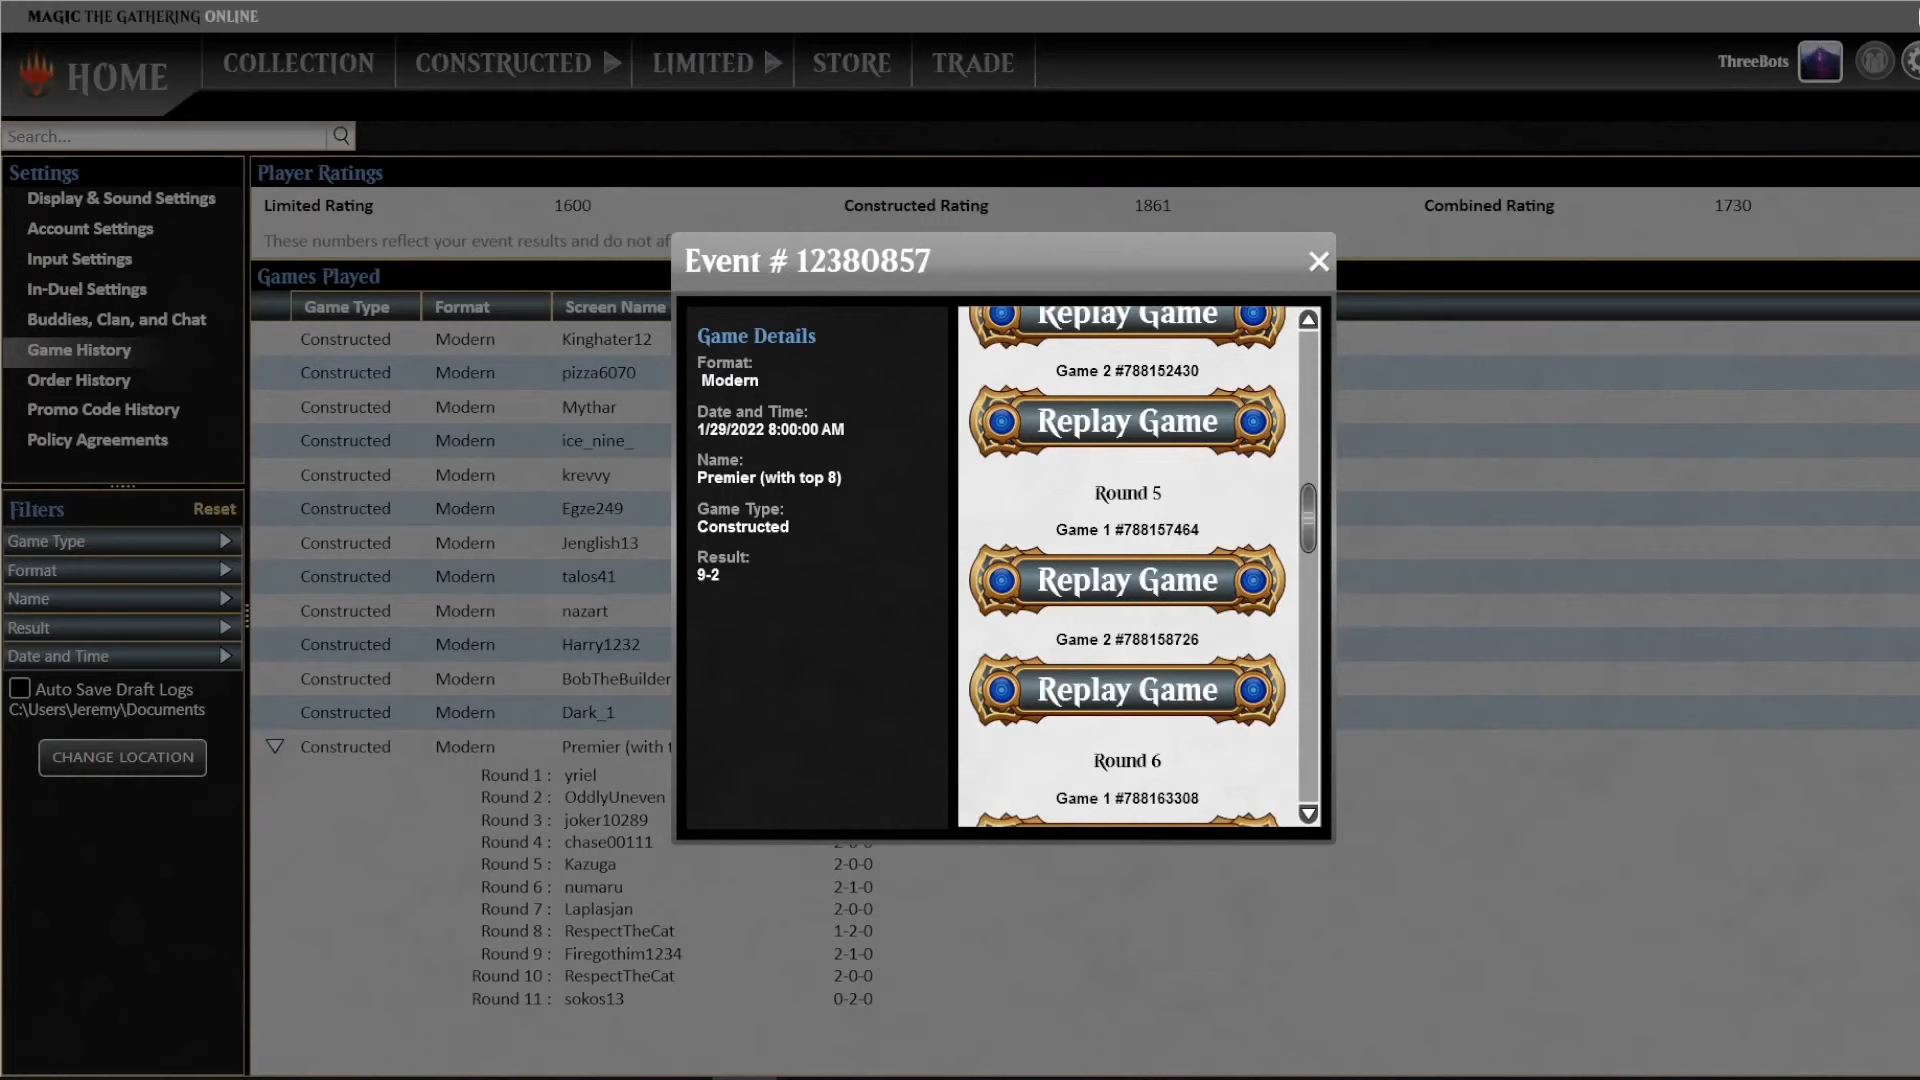 MAGIC THE GATHERING ONLINE
HOME
COLLECTION
CONSTRUCTED
LIMITED
STORE
TRADE
ThreeBots
Search...
Settings
Display & Sound Settings
Account Settings
Input Settings
In-Duel Settings
Buddies, Clan, and Chat
Game History
Order History
Promo Code History
Policy Agreements
Filters Reset
Game Type
Format
Name
Result
Date and Time
Auto Save Draft Logs
C:\Users\Jeremy\Documents
CHANGE LOCATION
Player Ratings
Limited Rating 1600 Constructed Rating 1861 Combined Rating 1730
These numbers reflect your event results and do not
Games Played
Game Type Format Screen Name
Constructed Modern Kinghater12
Constructed Modern pizza6070
Constructed Modern Mythar
Constructed Modern ice_nine_
Constructed Modern krevvy
Constructed Modern Egze249
Constructed Modern Jenglish13
Constructed Modern talos41
Constructed Modern nazart
Constructed Modern Harry1232
Constructed Modern BobTheBuilder
Constructed Modern Dark_1
Constructed Modern Premier (with
Round 1 : yriel
Round 2 : OddlyUneven
Round 3 : joker10289
Round 4 : chase00111 2-0-0
Round 5 : Kazuga 2-0-0
Round 6 : numaru 2-1-0
Round 7 : Laplasjan 2-0-0
Round 8 : RespectTheCat 1-2-0
Round 9 : Firegothim1234 2-1-0
Round 10 : RespectTheCat 2-0-0
Round 11 : sokos13 0-2-0
Event # 12380857
Game Details
Format:
Modern
Date and Time:
1/29/2022 8:00:00 AM
Name:
Premier (with top 8)
Game Type:
Constructed
Result:
9-2
Replay Game
Game 2 #788152430
Replay Game
Round 5
Game 1 #788157464
Replay Game
Game 2 #788158726
Replay Game
Round 6
Game 1 #788163308